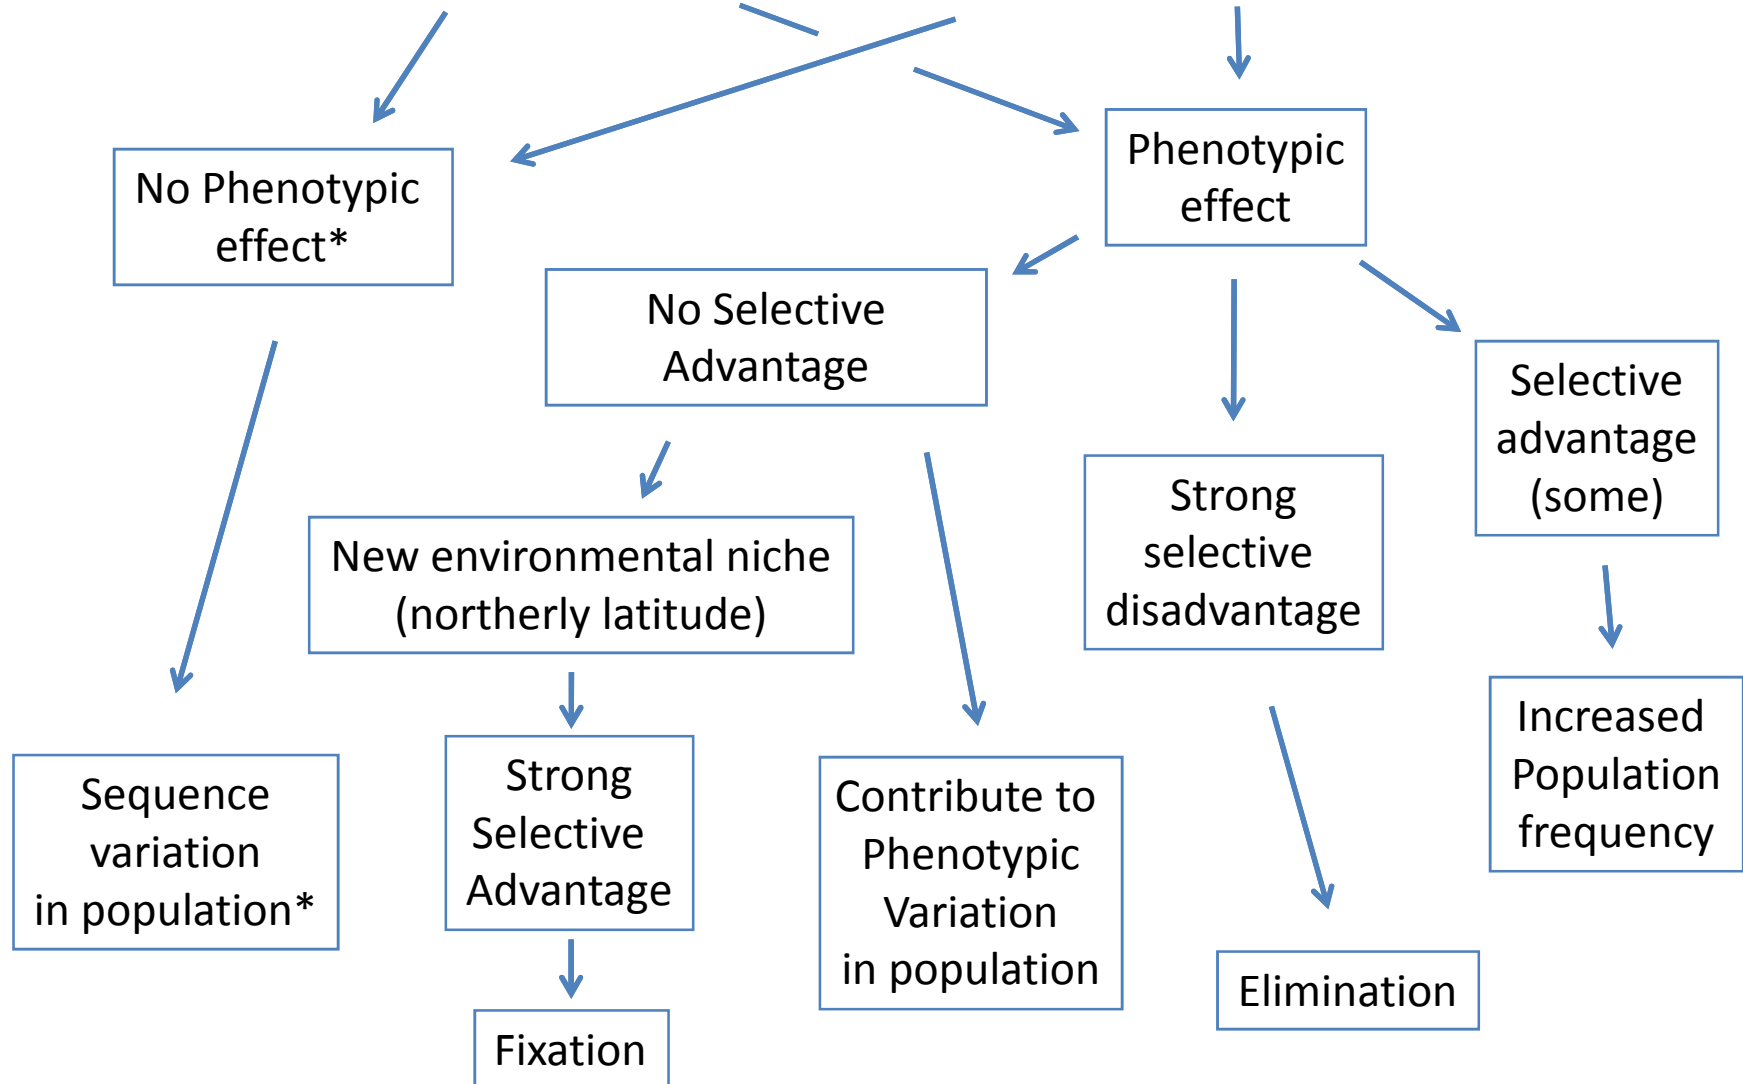 No Phenotypic
effect*
Phenotypic
effect
No Selective
Advantage
Selective
advantage
(some)
Strong
selective
disadvantage
New environmental niche
(northerly latitude)
Increased
Population
frequency
Sequence
variation
in population*
Strong
Selective
Advantage
Contribute to
Phenotypic
Variation
in population
Elimination
Fixation